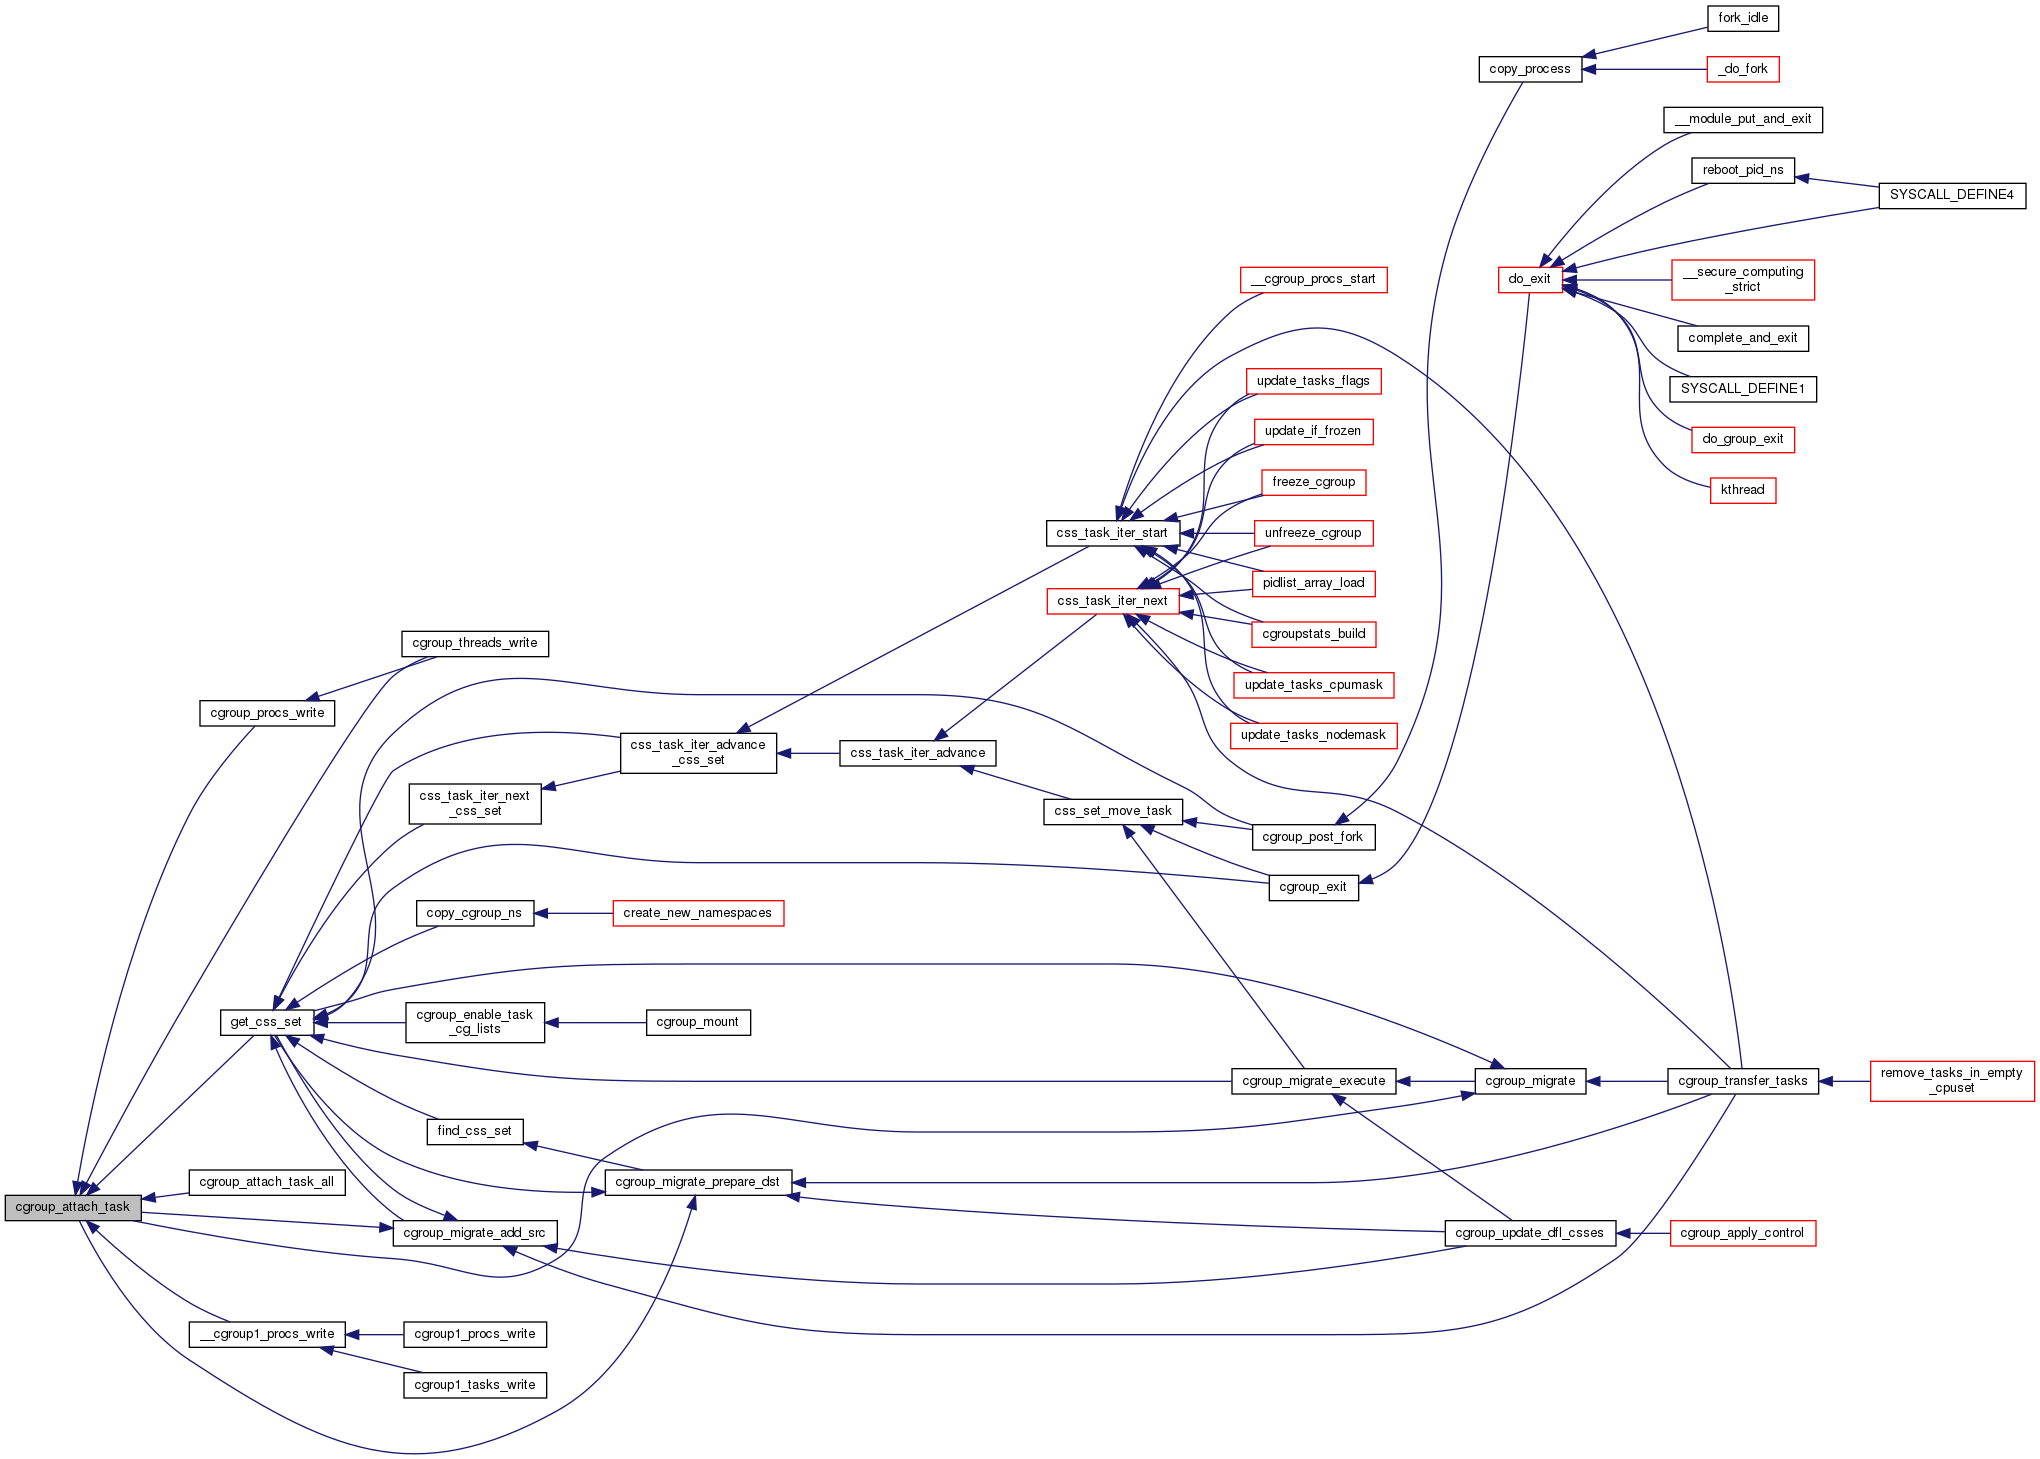 fork_idle
copy_process
_do_fork
__module_put_and_exit
reboot_pid_ns
SYSCALL_DEFINE4
__cgroup_procs_start
do_exit
__secure_computing
_strict
complete_and_exit
update_tasks_flags
SYSCALL_DEFINE1
update_if_frozen
do_group_exit
freeze_cgroup
kthread
css_task_iter_start
unfreeze_cgroup
pidlist_array_load
css_task_iter_next
cgroupstats_build
cgroup_threads_write
update_tasks_cpumask
cgroup_procs_write
update_tasks_nodemask
css_task_iter_advance
_css_set
css_task_iter_advance
css_task_iter_next
_css_set
css_set_move_task
cgroup_post_fork
cgroup_exit
copy_cgroup_ns
create_new_namespaces
get_css_set
cgroup_enable_task
_cg_lists
cgroup_mount
cgroup_migrate_execute
cgroup_migrate
cgroup_transfer_tasks
remove_tasks_in_empty
_cpuset
find_css_set
cgroup_attach_task_all
cgroup_migrate_prepare_dst
cgroup_attach_task
cgroup_migrate_add_src
cgroup_update_dfl_csses
cgroup_apply_control
__cgroup1_procs_write
cgroup1_procs_write
cgroup1_tasks_write